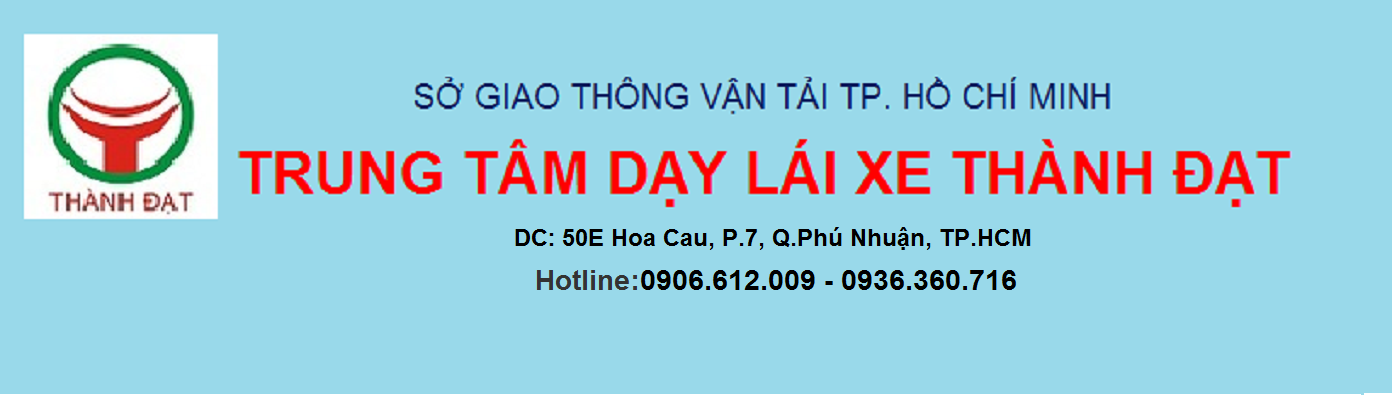 THÀNH ĐẠT
SỞ GIAO THÔNG VẬN TẢI TP. HỒ CHÍ MINH
TRUNG TÂM DẠY LÁI XE THÀNH ĐẠT
DC: 50E Hoa Cau, P.7, Q.Phú Nhuận, TP.HCM
Hotline:0906.612.009 - 0936.360.716